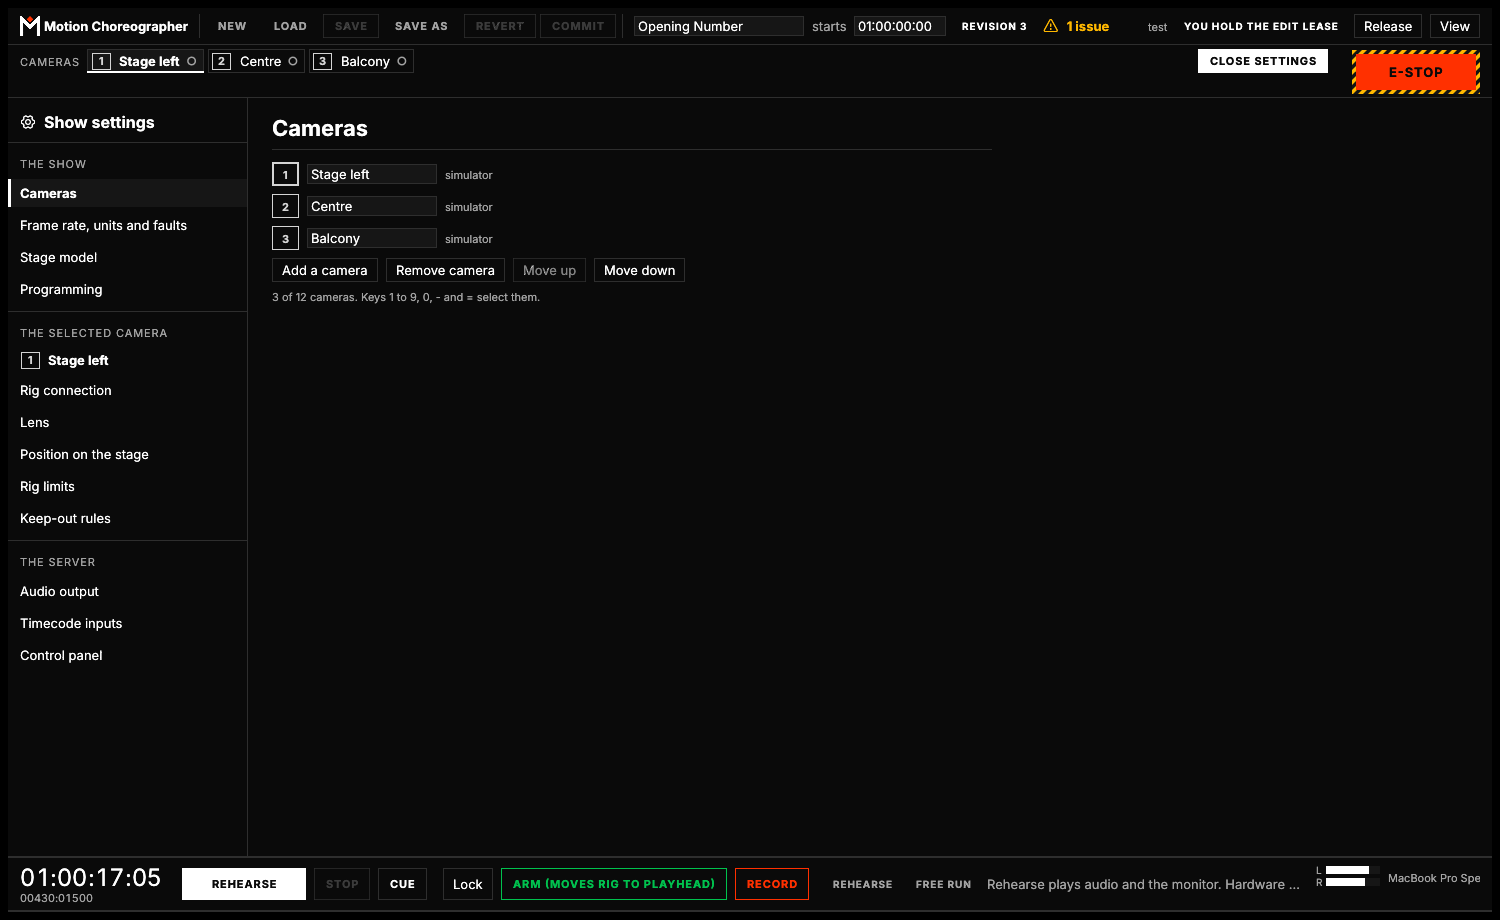 Motion Choreographer NEW LOAD SAVE SAVE AS REVERT COMMIT Opening Number starts 01:00:00:00 REVISION 3 1 issue test YOU HOLD THE EDIT LEASE Release View
CAMERAS 1 Stage left 2 Centre 3 Balcony CLOSE SETTINGS E-STOP
Show settings
THE SHOW
Cameras
Frame rate, units and faults
Stage model
Programming
THE SELECTED CAMERA
1 Stage left
Rig connection
Lens
Position on the stage
Rig limits
Keep-out rules
THE SERVER
Audio output
Timecode inputs
Control panel
Cameras
1 Stage left simulator
2 Centre simulator
3 Balcony simulator
Add a camera Remove camera Move up Move down
3 of 12 cameras. Keys 1 to 9, 0, - and = select them.
01:00:17:05
00430:01500
REHEARSE STOP CUE Lock ARM (MOVES RIG TO PLAYHEAD) RECORD REHEARSE FREE RUN Rehearse plays audio and the monitor. Hardware ...
L
R
MacBook Pro Spe